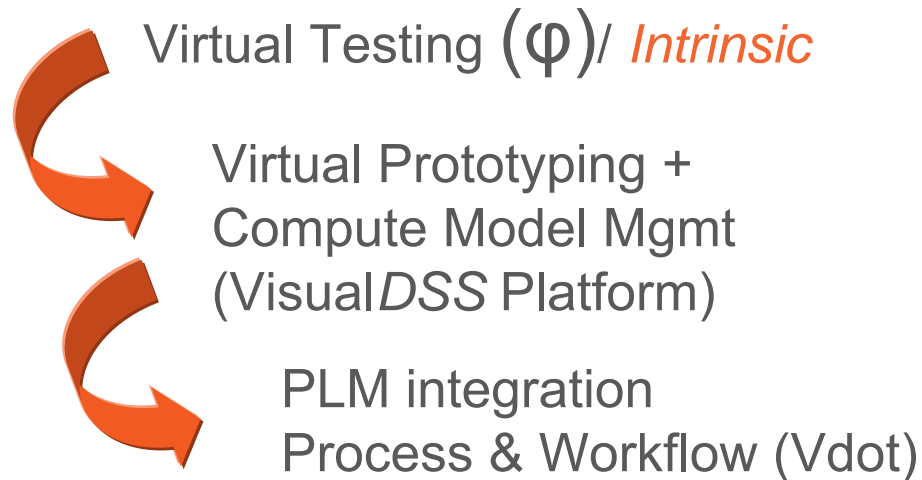 Virtual Testing (φ)/ Intrinsic
Virtual Prototyping +
Compute Model Mgmt
(VisualDSS Platform)
PLM integration
Process & Workflow (Vdot)